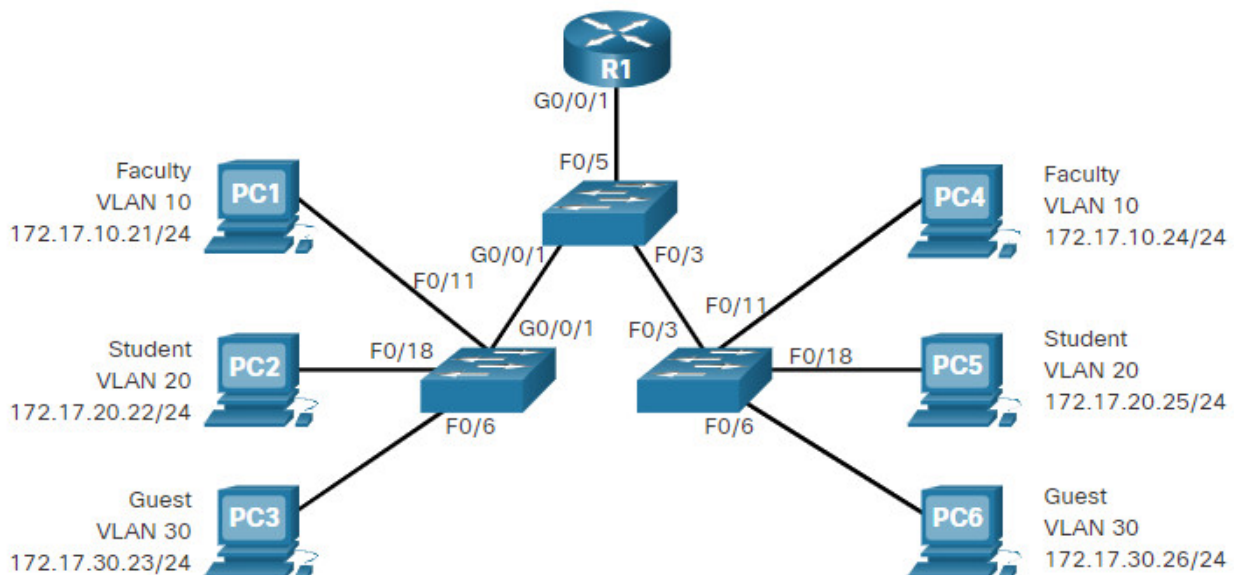 R1
G0/0/1
F0/5
Faculty
VLAN 10
172.17.10.21/24
PC1
PC4
Faculty
VLAN 10
172.17.10.24/24
G0/0/1
F0/3
F0/11
F0/11
G0/0/1
F0/3
Student
VLAN 20
172.17.20.22/24
PC2
F0/18
F0/18
PC5
Student
VLAN 20
172.17.20.25/24
F0/6
F0/6
Guest
VLAN 30
172.17.30.23/24
PC3
PC6
Guest
VLAN 30
172.17.30.26/24